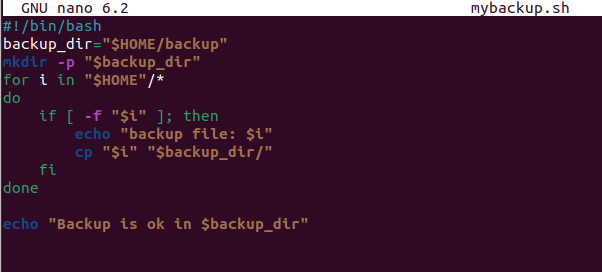 GNU nano 6.2 mybackup.sh
#!/bin/bash
backup_dir="$HOME/backup"
mkdir -p "$backup_dir"
for i in "$HOME"/*
do
    if [ -f "$i" ]; then
        echo "backup file: $i"
        cp "$i" "$backup_dir/"
    fi
done

echo "Backup is ok in $backup_dir"